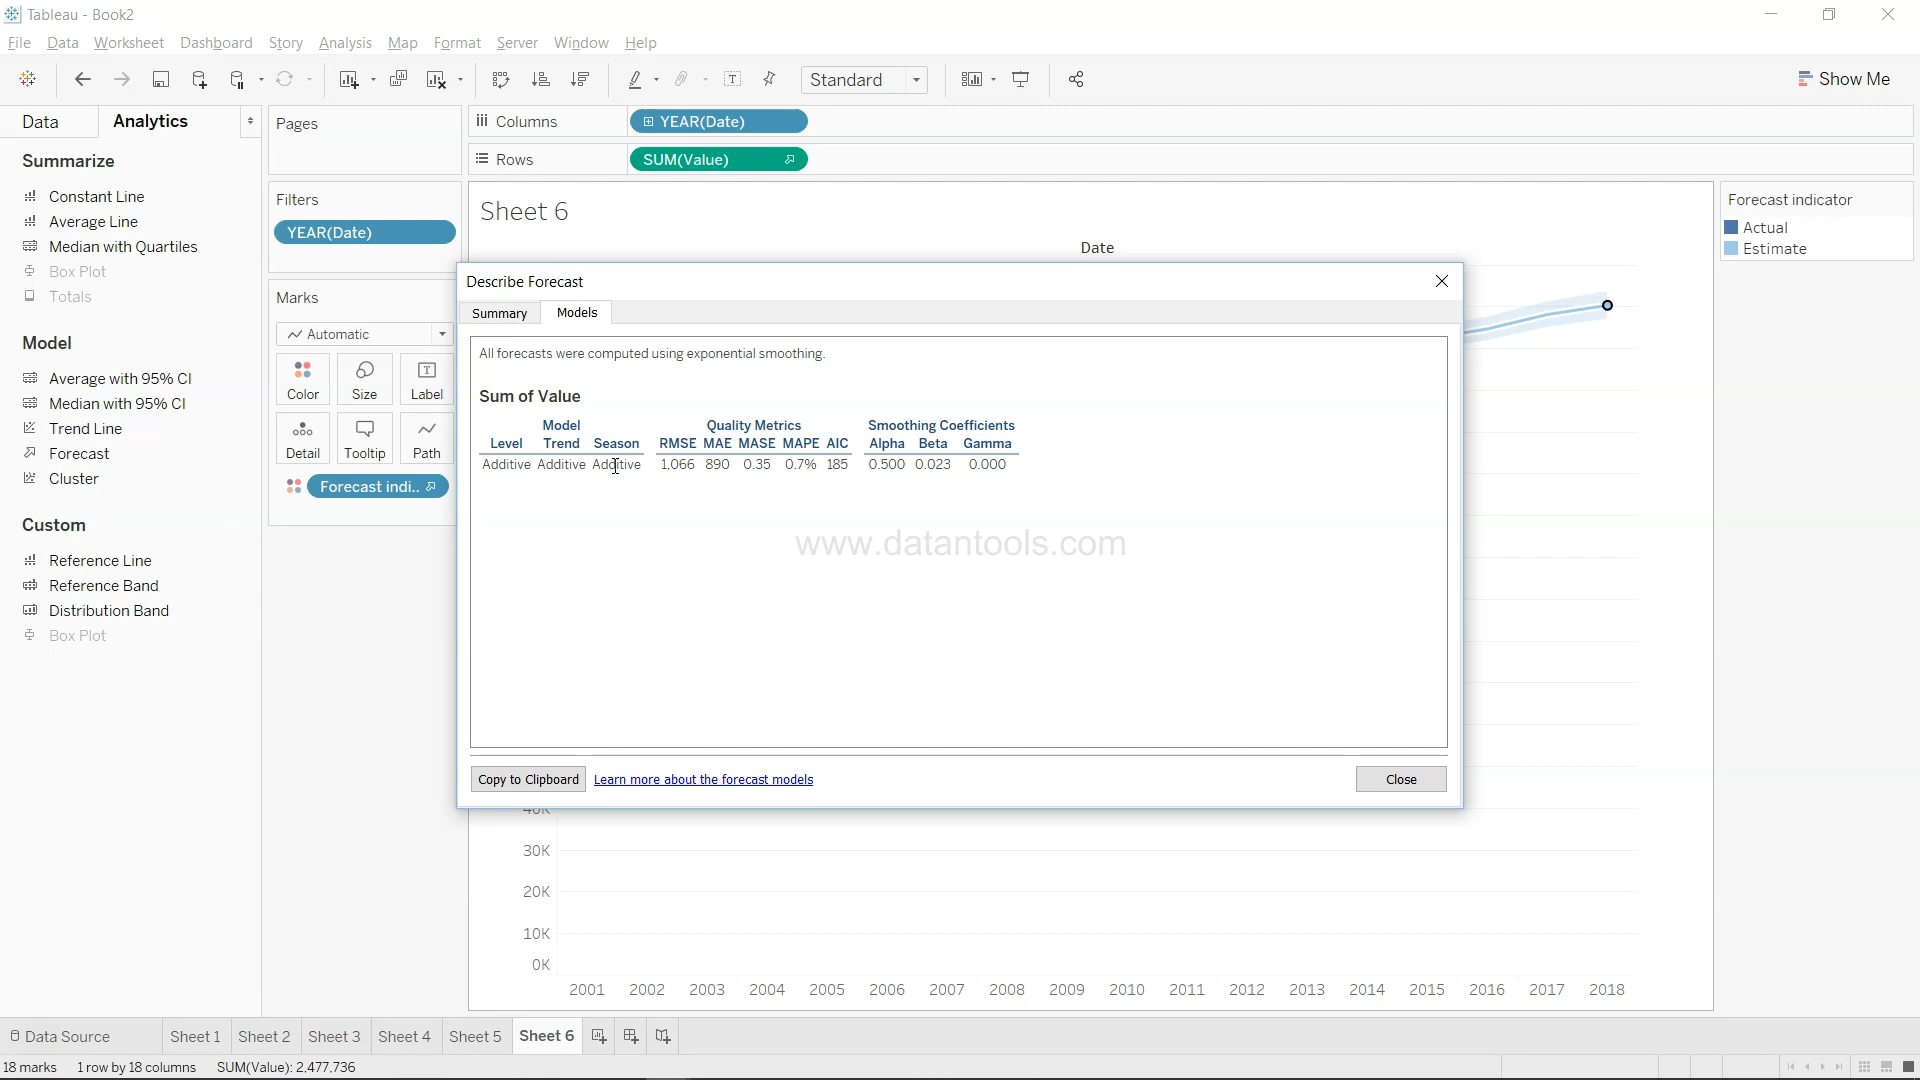 Tableau - Book2
File Data Worksheet Dashboard Story Analysis Map Format Server Window Help
Standard
Show Me
Data Analytics
Summarize
Constant Line
Average Line
Median with Quartiles
Box Plot
Totals
Model
Average with 95% CI
Median with 95% CI
Trend Line
Forecast
Cluster
Custom
Reference Line
Reference Band
Distribution Band
Box Plot
Pages
Filters
YEAR(Date)
Marks
Automatic
Color Size Label
Detail Tooltip Path
Forecast indi..
Columns YEAR(Date)
Rows SUM(Value)
Sheet 6
Date
Forecast indicator
Actual
Estimate
Describe Forecast
Summary Models
All forecasts were computed using exponential smoothing.
Sum of Value
Model Quality Metrics Smoothing Coefficients
Level Trend Season RMSE MAE MASE MAPE AIC Alpha Beta Gamma
Additive Additive Additive 1,066 890 0.35 0.7% 185 0.500 0.023 0.000
www.datantools.com
Copy to Clipboard Learn more about the forecast models Close
40K
30K
20K
10K
0K
2001 2002 2003 2004 2005 2006 2007 2008 2009 2010 2011 2012 2013 2014 2015 2016 2017 2018
Data Source Sheet 1 Sheet 2 Sheet 3 Sheet 4 Sheet 5 Sheet 6
18 marks 1 row by 18 columns SUM(Value): 2,477,736